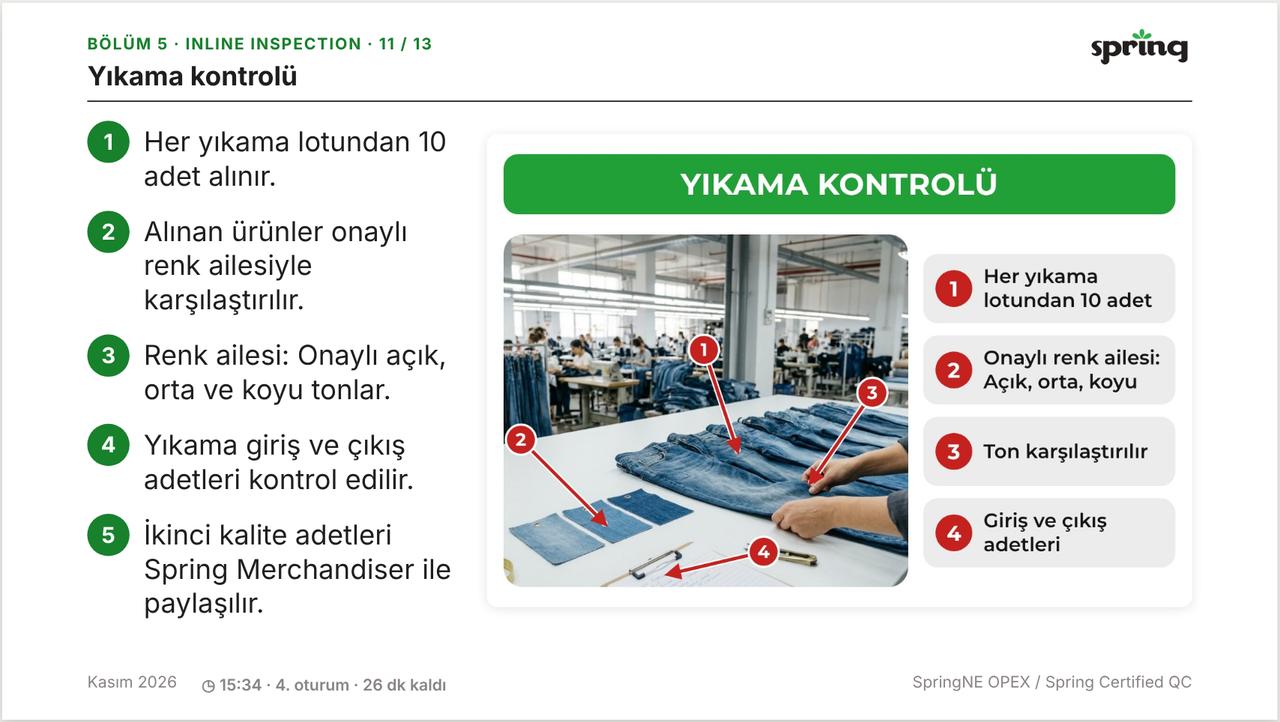 BÖLÜM 5 · INLINE INSPECTION · 11 / 13
Yıkama kontrolü
spring
1 Her yıkama lotundan 10
adet alınır.
2 Alınan ürünler onaylı
renk ailesiyle
karşılaştırılır.
3 Renk ailesi: Onaylı açık,
orta ve koyu tonlar.
4 Yıkama giriş ve çıkış
adetleri kontrol edilir.
5 İkinci kalite adetleri
Spring Merchandiser ile
paylaşılır.
YIKAMA KONTROLÜ
1
2
3
4
1 Her yıkama
lotundan 10 adet
2 Onaylı renk ailesi:
Açık, orta, koyu
3 Ton karşılaştırılır
4 Giriş ve çıkış
adetleri
Kasım 2026
15:34 · 4. oturum · 26 dk kaldı
SpringNE OPEX / Spring Certified QC